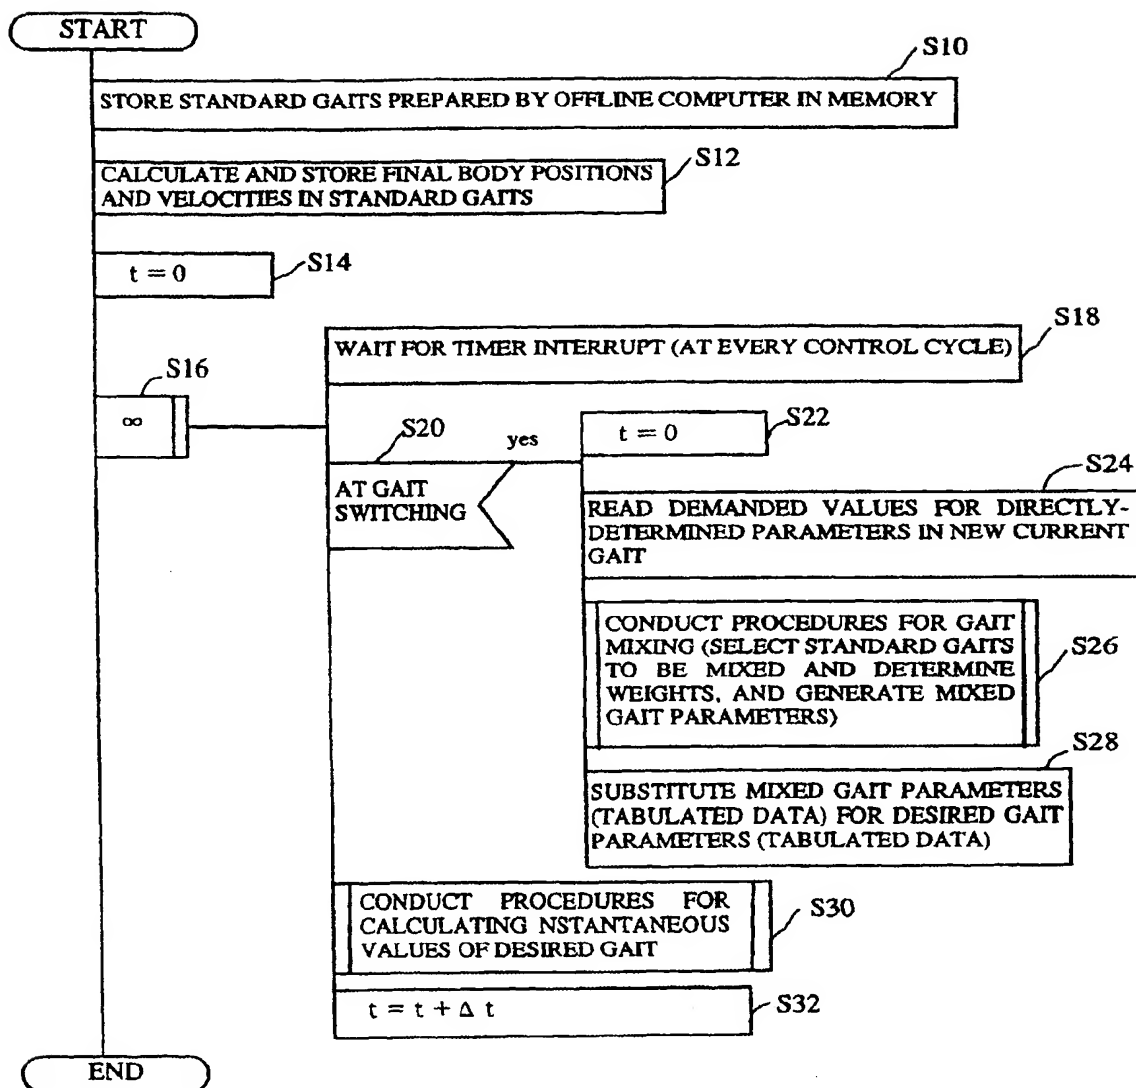 START
S10
STORE STANDARD GAITS PREPARED BY OFFLINE COMPUTER IN MEMORY
S12
CALCULATE AND STORE FINAL BODY POSITIONS
AND VELOCITIES IN STANDARD GAITS
S14
t = 0
S18
WAIT FOR TIMER INTERRUPT (AT EVERY CONTROL CYCLE)
S16
∞
S20
yes
AT GAIT
SWITCHING
S22
t = 0
S24
READ DEMANDED VALUES FOR DIRECTLY-
DETERMINED PARAMETERS IN NEW CURRENT
GAIT
S26
CONDUCT PROCEDURES FOR GAIT
MIXING (SELECT STANDARD GAITS
TO BE MIXED AND DETERMINE
WEIGHTS, AND GENERATE MIXED
GAIT PARAMETERS)
S28
SUBSTITUTE MIXED GAIT PARAMETERS
(TABULATED DATA) FOR DESIRED GAIT
PARAMETERS (TABULATED DATA)
S30
CONDUCT PROCEDURES FOR
CALCULATING NSTANTANEOUS
VALUES OF DESIRED GAIT
S32
t = t + Δ t
END